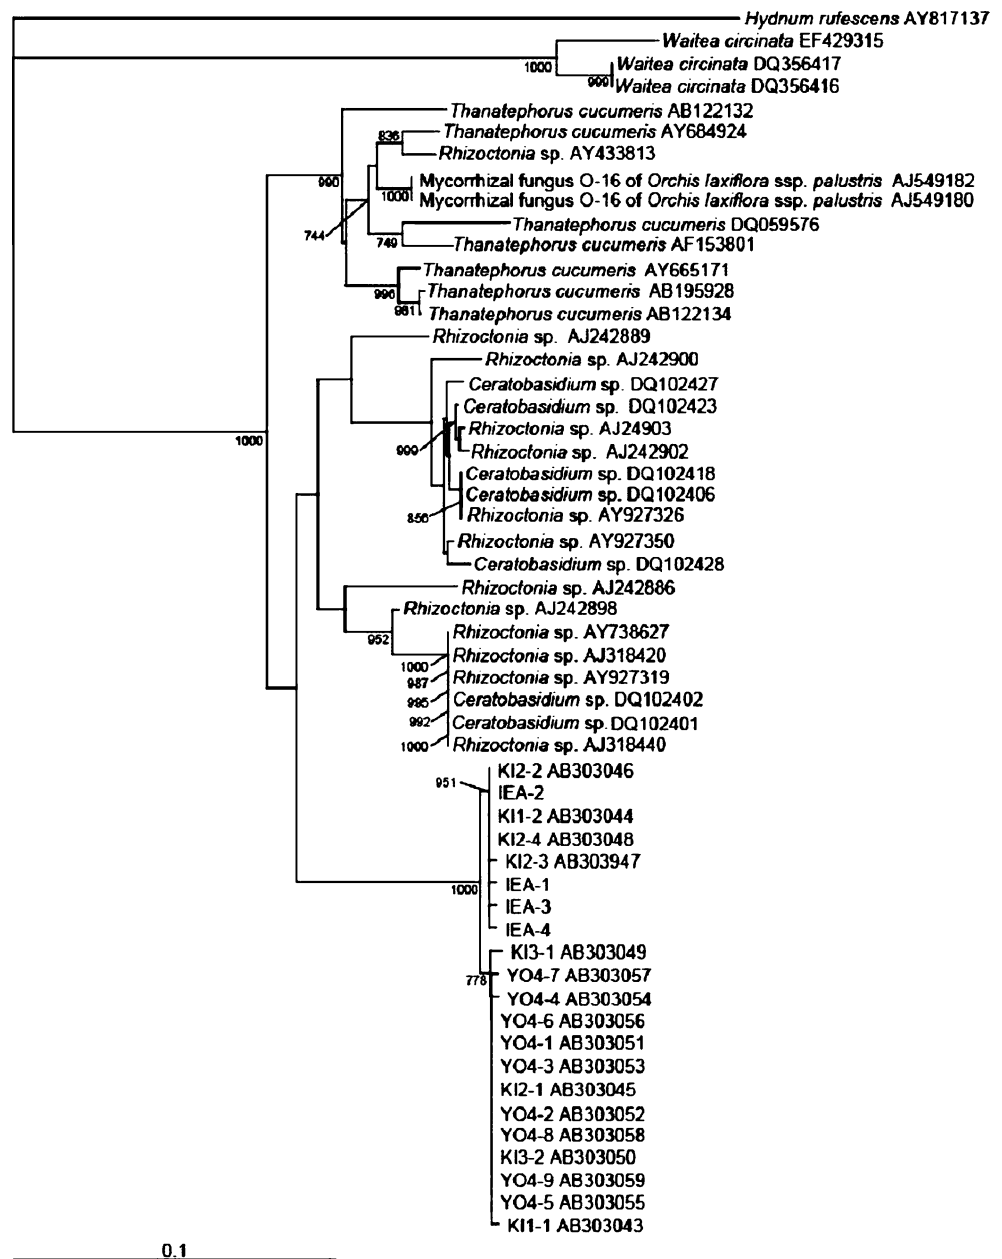 Hydnum rufescens AY817137
Waitea circinata EF429315
1000
Waitea circinata DQ356417
999
Waitea circinata DQ356416
Thanatephorus cucumeris AB122132
836
Thanatephorus cucumeris AY684924
Rhizoctonia sp. AY433813
990
Mycorrhizal fungus O-16 of Orchis laxiflora ssp. palustris AJ549182
1000
Mycorrhizal fungus O-16 of Orchis laxiflora ssp. palustris AJ549180
Thanatephorus cucumeris DQ059576
744
749
Thanatephorus cucumeris AF153801
Thanatephorus cucumeris AY665171
996
Thanatephorus cucumeris AB195928
961
Thanatephorus cucumeris AB122134
Rhizoctonia sp. AJ242889
Rhizoctonia sp. AJ242900
Ceratobasidium sp. DQ102427
Ceratobasidium sp. DQ102423
Rhizoctonia sp. AJ24903
1000
999
Rhizoctonia sp. AJ242902
Ceratobasidium sp. DQ102418
Ceratobasidium sp. DQ102406
856
Rhizoctonia sp. AY927326
Rhizoctonia sp. AY927350
Ceratobasidium sp. DQ102428
Rhizoctonia sp. AJ242886
Rhizoctonia sp. AJ242898
952
Rhizoctonia sp. AY738627
1000
Rhizoctonia sp. AJ318420
987
Rhizoctonia sp. AY927319
995
Ceratobasidium sp. DQ102402
992
Ceratobasidium sp. DQ102401
1000
Rhizoctonia sp. AJ318440
KI2-2 AB303046
951
IEA-2
KI1-2 AB303044
KI2-4 AB303048
KI2-3 AB303947
1000
IEA-1
IEA-3
IEA-4
KI3-1 AB303049
778
YO4-7 AB303057
YO4-4 AB303054
YO4-6 AB303056
YO4-1 AB303051
YO4-3 AB303053
KI2-1 AB303045
YO4-2 AB303052
YO4-8 AB303058
KI3-2 AB303050
YO4-9 AB303059
YO4-5 AB303055
KI1-1 AB303043
0.1